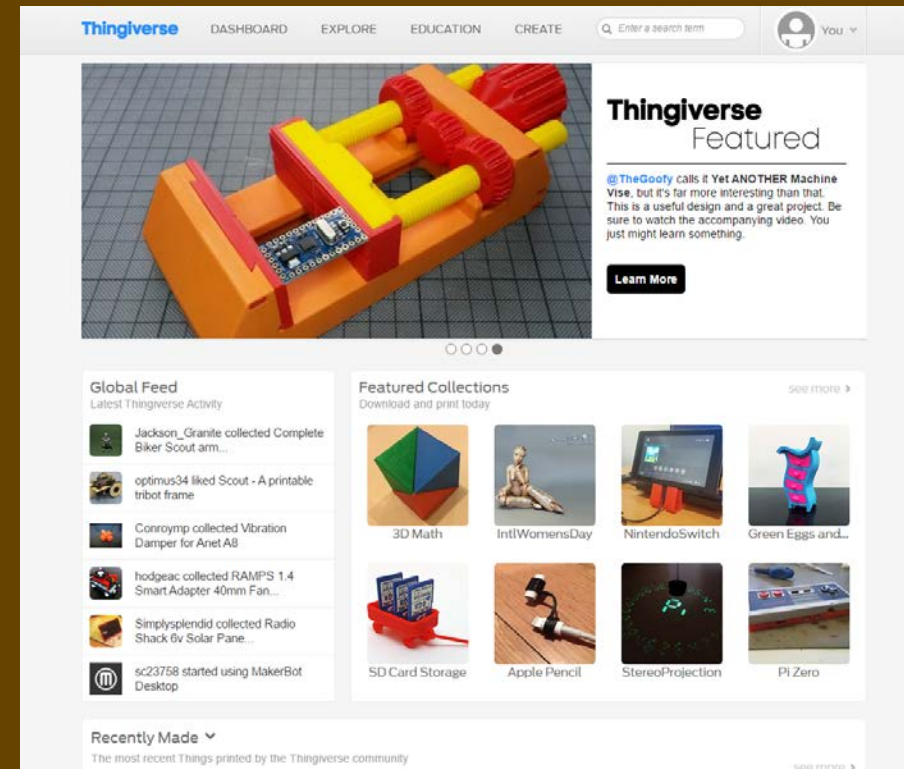 Thingiverse DASHBOARD EXPLORE EDUCATION CREATE Enter a search term You
Thingiverse
Featured
@TheGoofy calls it Yet ANOTHER Machine
Vise, but it's far more interesting than that.
This is a useful design and a great project. Be
sure to watch the accompanying video. You
just might learn something.
Learn More
Global Feed
Latest Thingiverse Activity
Jackson_Granite collected Complete
Biker Scout arm...
optimus34 liked Scout - A printable
tribot frame
Conroymp collected Vibration
Damper for Anet A8
hodgeac collected RAMPS 1.4
Smart Adapter 40mm Fan...
Simplysplendid collected Radio
Shack 6v Solar Pane...
sc23758 started using MakerBot
Desktop
Featured Collections see more
Download and print today
3D Math IntlWomensDay NintendoSwitch Green Eggs and...
SD Card Storage Apple Pencil StereoProjection Pi Zero
Recently Made
The most recent Things printed by the Thingiverse community
see more